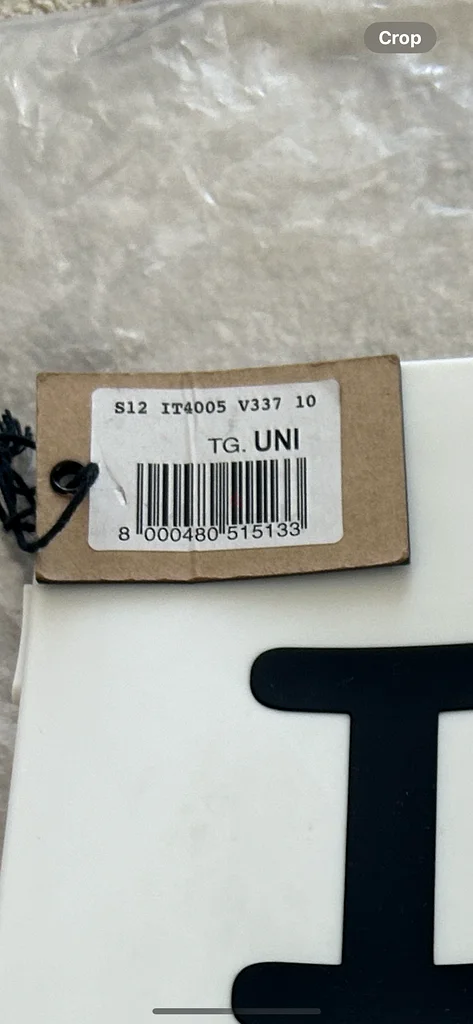 Crop
S12 IT4005 V337 10
TG. UNI
8 000480 515133
I